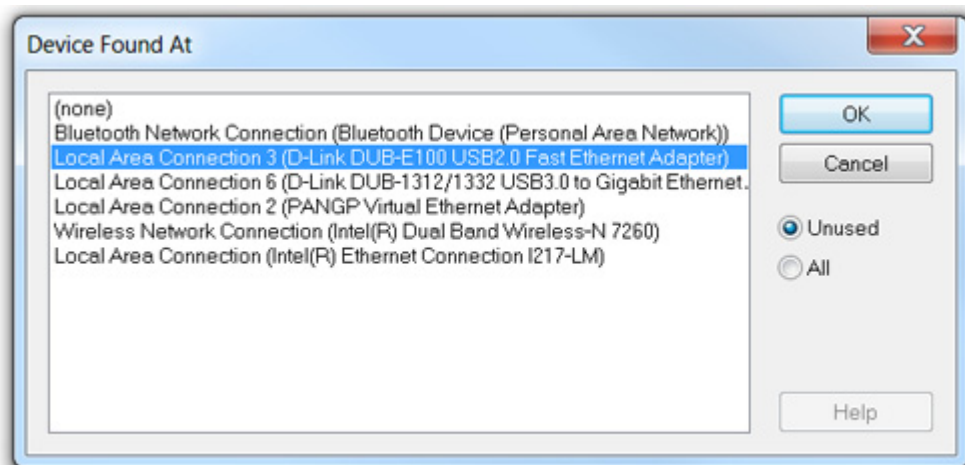 Device Found At
(none)
Bluetooth Network Connection (Bluetooth Device (Personal Area Network))
Local Area Connection 3 (D-Link DUB-E100 USB2.0 Fast Ethernet Adapter)
Local Area Connection 6 (D-Link DUB-1312/1332 USB3.0 to Gigabit Ethernet.
Local Area Connection 2 (PANGP Virtual Ethernet Adapter)
Wireless Network Connection (Intel(R) Dual Band Wireless-N 7260)
Local Area Connection (Intel(R) Ethernet Connection I217-LM)
OK
Cancel
Unused
All
Help